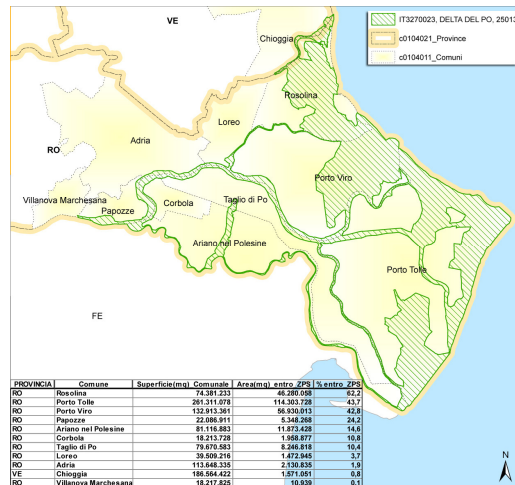 VE
IT3270023, DELTA DEL PO, 25013
c0104021_Province
c0104011_Comuni
Chioggia
Rosolina
Loreo
Adria
RO
Porto Viro
Villanova Marchesana
Taglio di Po
Corbola
Papozze
Ariano nel Polesine
Porto Tolle
FE
PROVINCIA Comune Superficie(mq)_Comunale Area(mq)_entro_ZPS %entro_ZPS
RO Rosolina 74.381.233 46.280.058 62,2
RO Porto Tolle 261.311.078 114.303.728 43,7
RO Porto Viro 132.913.361 56.930.013 42,8
RO Papozze 22.086.911 5.348.268 24,2
RO Ariano nel Polesine 81.116.883 11.873.428 14,6
RO Corbola 18.213.728 1.958.877 10,8
RO Taglio di Po 79.670.583 8.246.818 10,4
RO Loreo 39.509.216 1.472.945 3,7
RO Adria 113.648.335 2.130.835 1,9
VE Chioggia 186.564.422 1.571.051 0,8
RO Villanova Marchesana 18.217.825 10.939 0,1
N